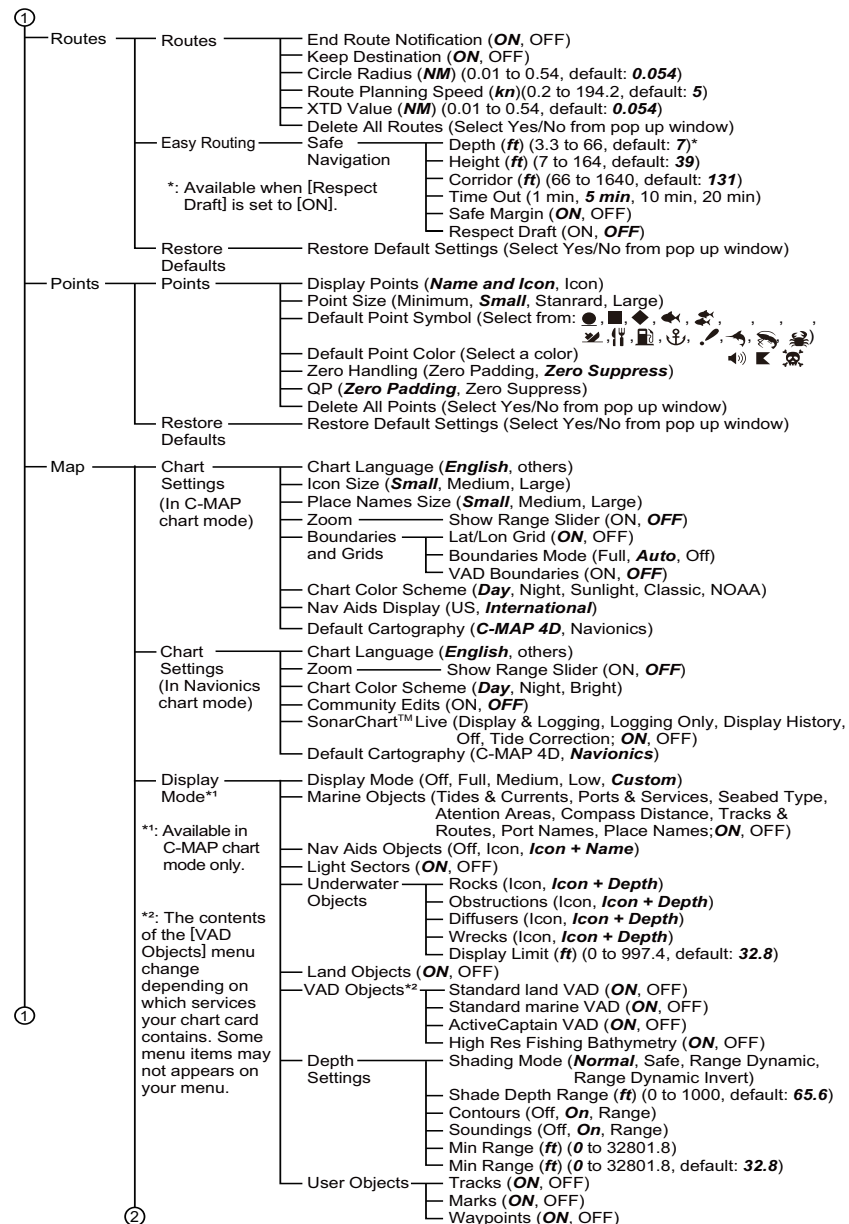 ①
Routes
Routes
End Route Notification (ON, OFF)
Keep Destination (ON, OFF)
Circle Radius (NM) (0.01 to 0.54, default: 0.054)
Route Planning Speed (kn)(0.2 to 194.2, default: 5)
XTD Value (NM) (0.01 to 0.54, default: 0.054)
Delete All Routes (Select Yes/No from pop up window)
Easy Routing
Safe
Navigation
Depth (ft) (3.3 to 66, default: 7)*
Height (ft) (7 to 164, default: 39)
Corridor (ft) (66 to 1640, default: 131)
Time Out (1 min, 5 min, 10 min, 20 min)
Safe Margin (ON, OFF)
Respect Draft (ON, OFF)
*: Available when [Respect
Draft] is set to [ON].
Restore
Defaults
Restore Default Settings (Select Yes/No from pop up window)
Points
Points
Display Points (Name and Icon, Icon)
Point Size (Minimum, Small, Stanrard, Large)
Default Point Symbol (Select from: , , , , , , , ,
, , , , , , , )
Default Point Color (Select a color)
Zero Handling (Zero Padding, Zero Suppress)
QP (Zero Padding, Zero Suppress)
Delete All Points (Select Yes/No from pop up window)
Restore
Defaults
Restore Default Settings (Select Yes/No from pop up window)
Map
Chart
Settings
(In C-MAP
chart mode)
Chart Language (English, others)
Icon Size (Small, Medium, Large)
Place Names Size (Small, Medium, Large)
Zoom
Show Range Slider (ON, OFF)
Boundaries
and Grids
Lat/Lon Grid (ON, OFF)
Boundaries Mode (Full, Auto, Off)
VAD Boundaries (ON, OFF)
Chart Color Scheme (Day, Night, Sunlight, Classic, NOAA)
Nav Aids Display (US, International)
Default Cartography (C-MAP 4D, Navionics)
Chart
Settings
(In Navionics
chart mode)
Chart Language (English, others)
Zoom
Show Range Slider (ON, OFF)
Chart Color Scheme (Day, Night, Bright)
Community Edits (ON, OFF)
SonarChart™ Live (Display & Logging, Logging Only, Display History,
Off, Tide Correction; ON, OFF)
Default Cartography (C-MAP 4D, Navionics)
Display
Mode*1
*1: Available in
C-MAP chart
mode only.
*2: The contents
of the [VAD
Objects] menu
change
depending on
which services
your chart card
contains. Some
menu items may
not appears on
your menu.
Display Mode (Off, Full, Medium, Low, Custom)
Marine Objects (Tides & Currents, Ports & Services, Seabed Type,
Atention Areas, Compass Distance, Tracks &
Routes, Port Names, Place Names;ON, OFF)
Nav Aids Objects (Off, Icon, Icon + Name)
Light Sectors (ON, OFF)
Underwater
Objects
Rocks (Icon, Icon + Depth)
Obstructions (Icon, Icon + Depth)
Diffusers (Icon, Icon + Depth)
Wrecks (Icon, Icon + Depth)
Display Limit (ft) (0 to 997.4, default: 32.8)
Land Objects (ON, OFF)
VAD Objects*2
Standard land VAD (ON, OFF)
Standard marine VAD (ON, OFF)
ActiveCaptain VAD (ON, OFF)
High Res Fishing Bathymetry (ON, OFF)
Depth
Settings
Shading Mode (Normal, Safe, Range Dynamic,
Range Dynamic Invert)
Shade Depth Range (ft) (0 to 1000, default: 65.6)
Contours (Off, On, Range)
Soundings (Off, On, Range)
Min Range (ft) (0 to 32801.8)
Min Range (ft) (0 to 32801.8, default: 32.8)
User Objects
Tracks (ON, OFF)
Marks (ON, OFF)
Waypoints (ON, OFF)
①
②